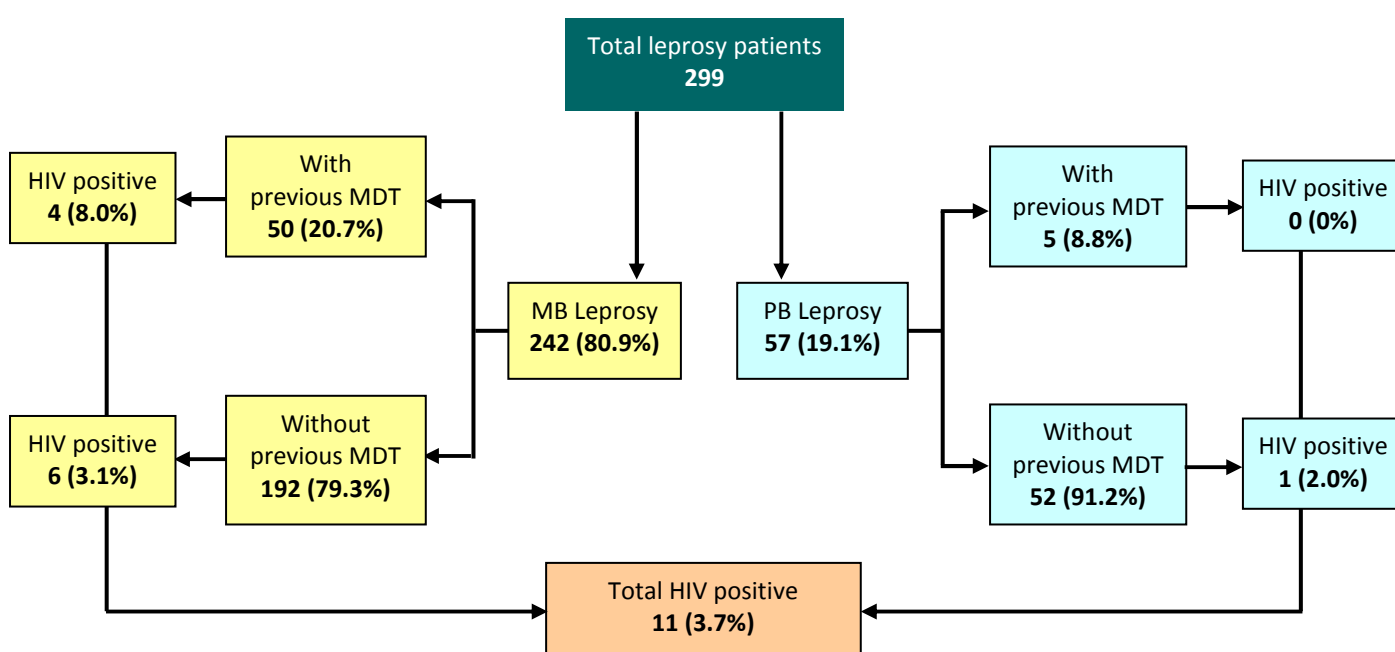 Total leprosy patients
299
HIV positive
4 (8.0%)
With
previous MDT
50 (20.7%)
With
previous MDT
5 (8.8%)
HIV positive
0 (0%)
MB Leprosy
242 (80.9%)
PB Leprosy
57 (19.1%)
HIV positive
6 (3.1%)
Without
previous MDT
192 (79.3%)
Without
previous MDT
52 (91.2%)
HIV positive
1 (2.0%)
Total HIV positive
11 (3.7%)